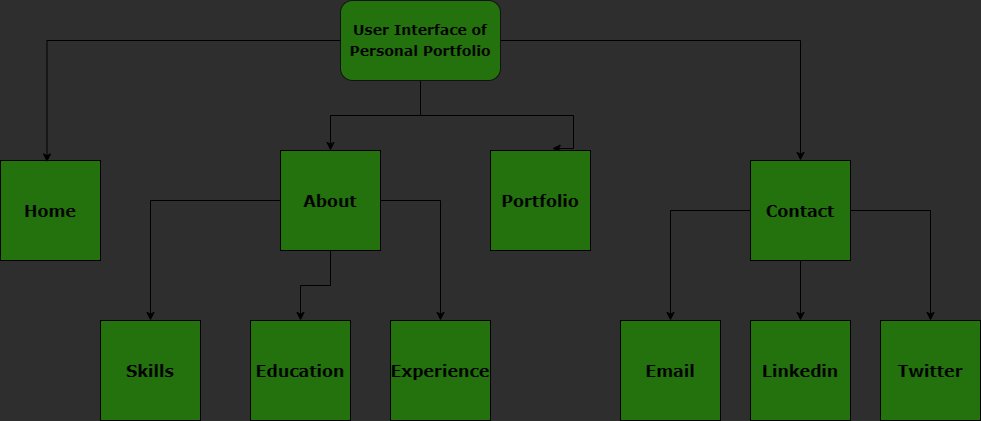 User Interface of
Personal Portfolio
Home
About
Portfolio
Contact
Skills
Education
Experience
Email
Linkedin
Twitter